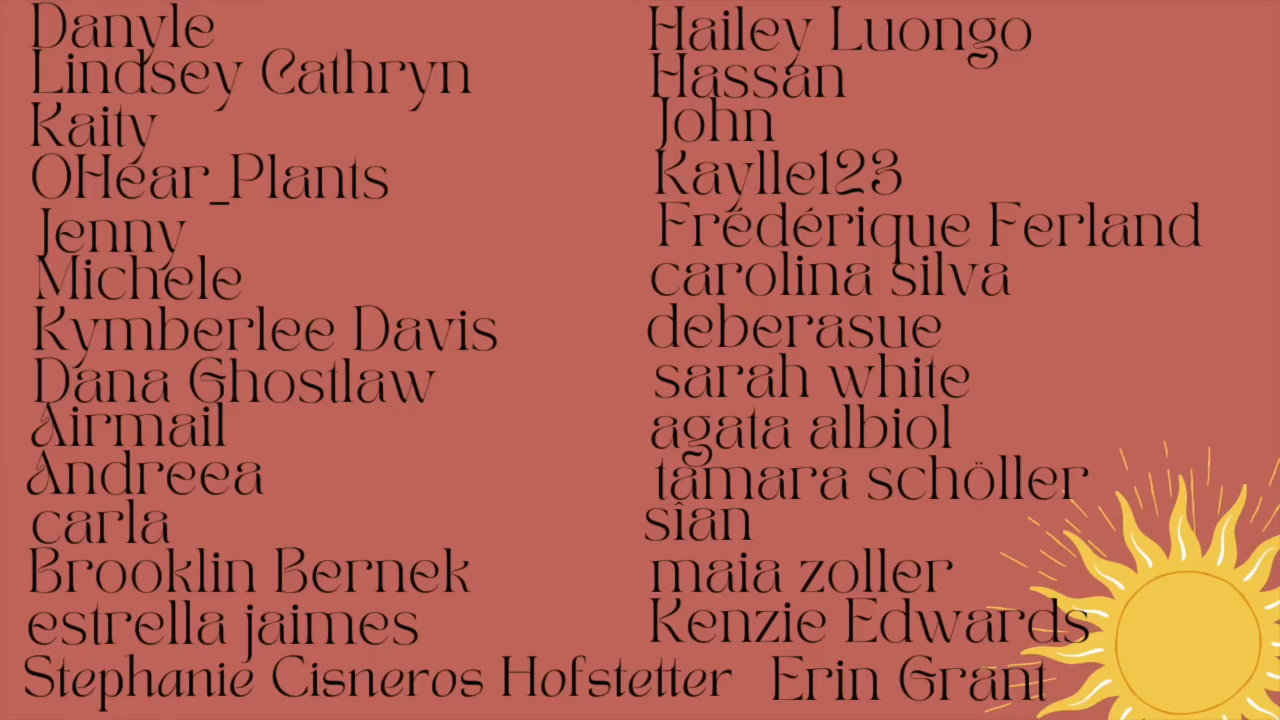 Danyle
Lindsey Cathryn
Kaity
OHear_Plants
Jenny
Michele
Kymberlee Davis
Dana Ghostlaw
Airmail
Andreea
carla
Brooklin Bernek
estrella jaimes
Stephanie Cisneros Hofstetter
Hailey Luongo
Hassan
John
Kaylle123
Frédérique Ferland
carolina silva
deberasue
sarah white
agata albiol
tamara schöller
sîan
maia zoller
Kenzie Edwards
Erin Grant